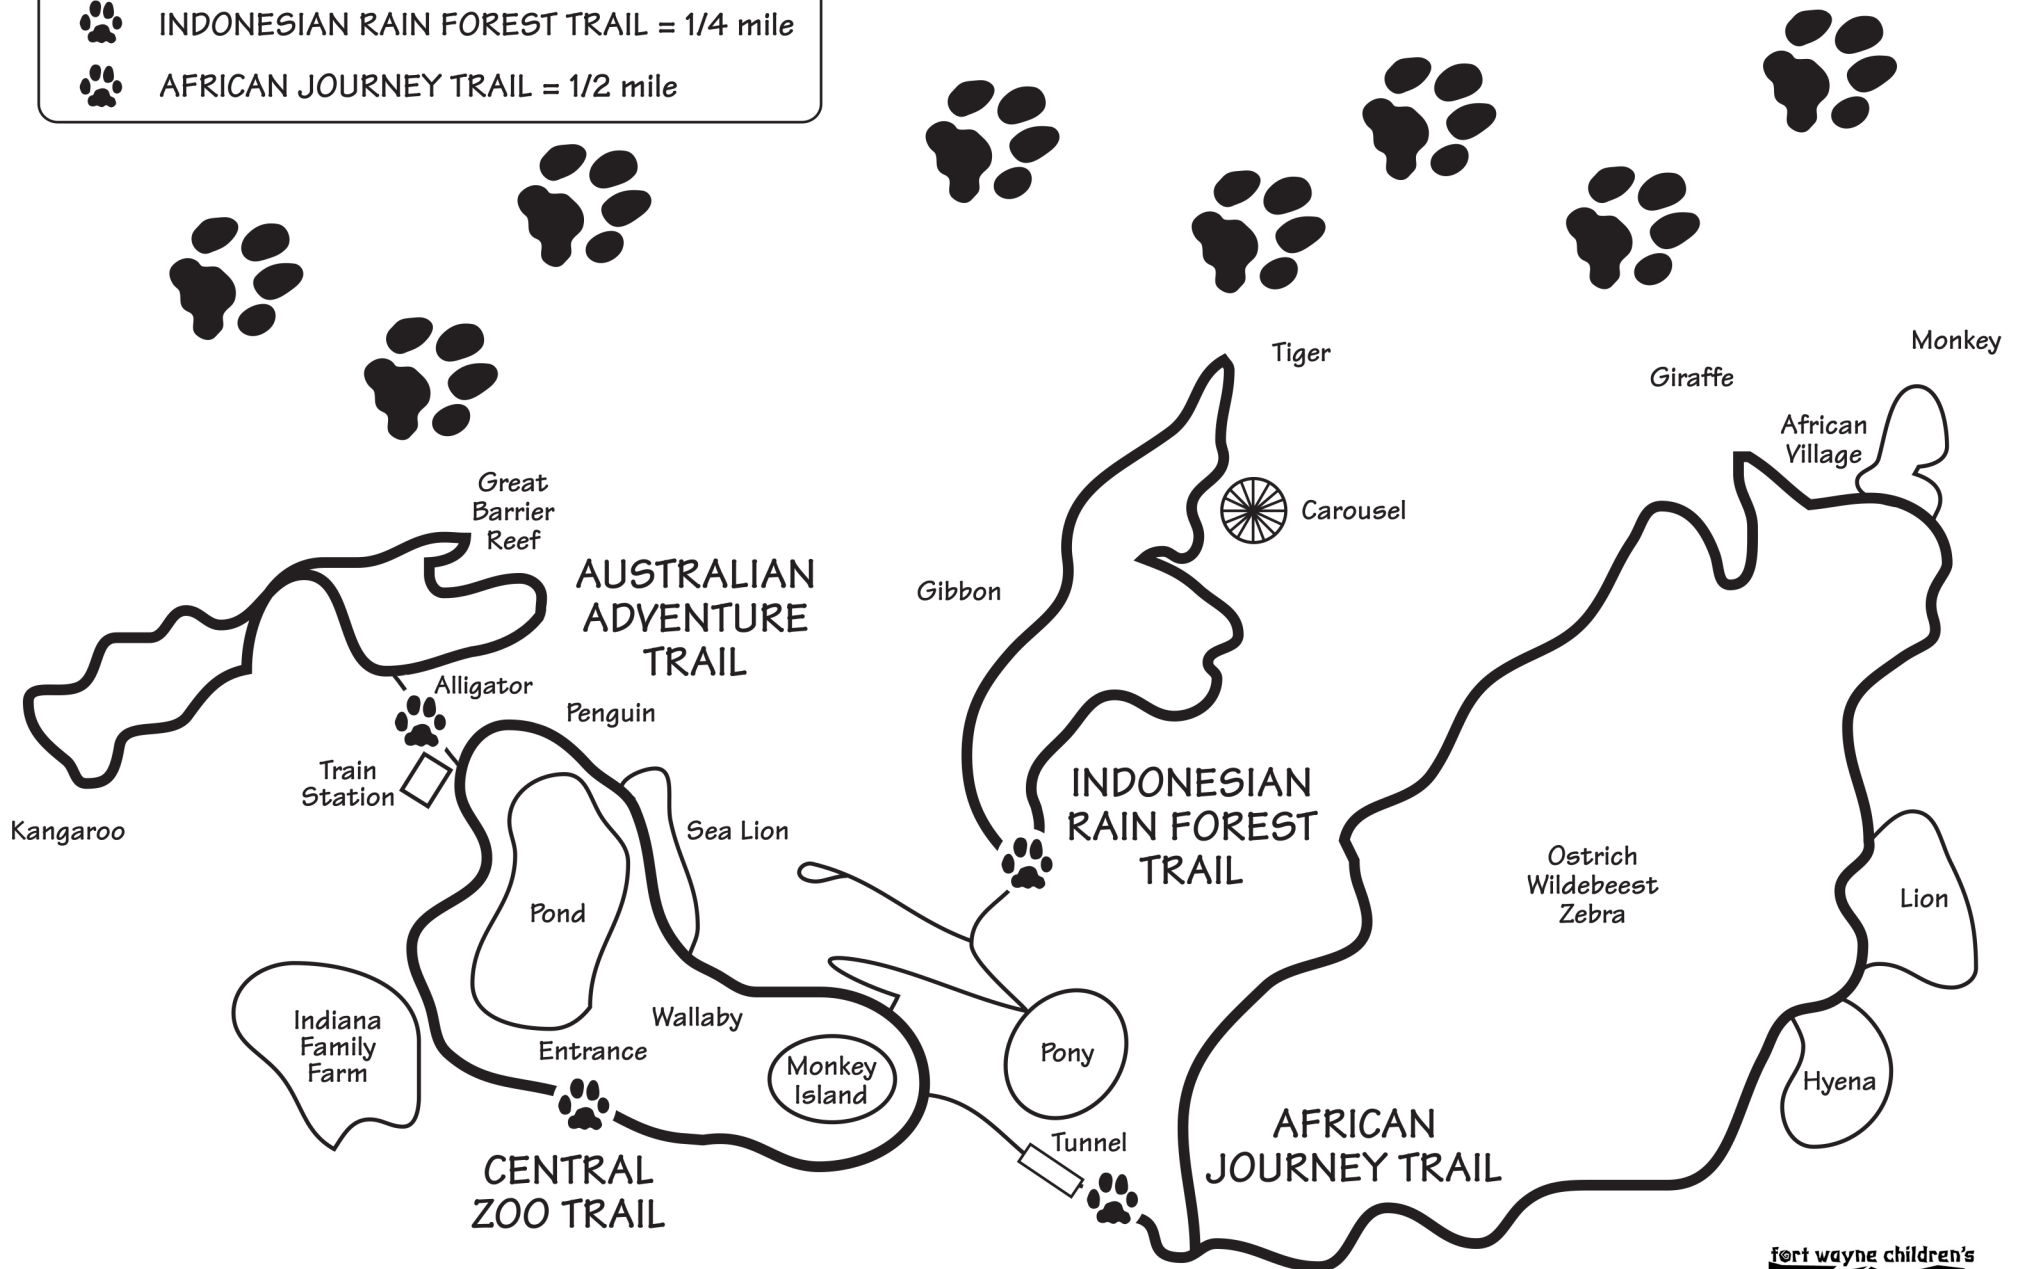 INDONESIAN RAIN FOREST TRAIL = 1/4 mile
AFRICAN JOURNEY TRAIL = 1/2 mile
Monkey
Tiger
Giraffe
African
Village
Great
Barrier
Reef
Carousel
AUSTRALIAN
ADVENTURE
TRAIL
Gibbon
Alligator
Penguin
Train
Station
Kangaroo
Sea Lion
INDONESIAN
RAIN FOREST
TRAIL
Ostrich
Wildebeest
Zebra
Lion
Pond
Indiana
Family
Farm
Wallaby
Entrance
Monkey
Island
Pony
Hyena
Tunnel
AFRICAN
JOURNEY TRAIL
CENTRAL
ZOO TRAIL
fort wayne children's